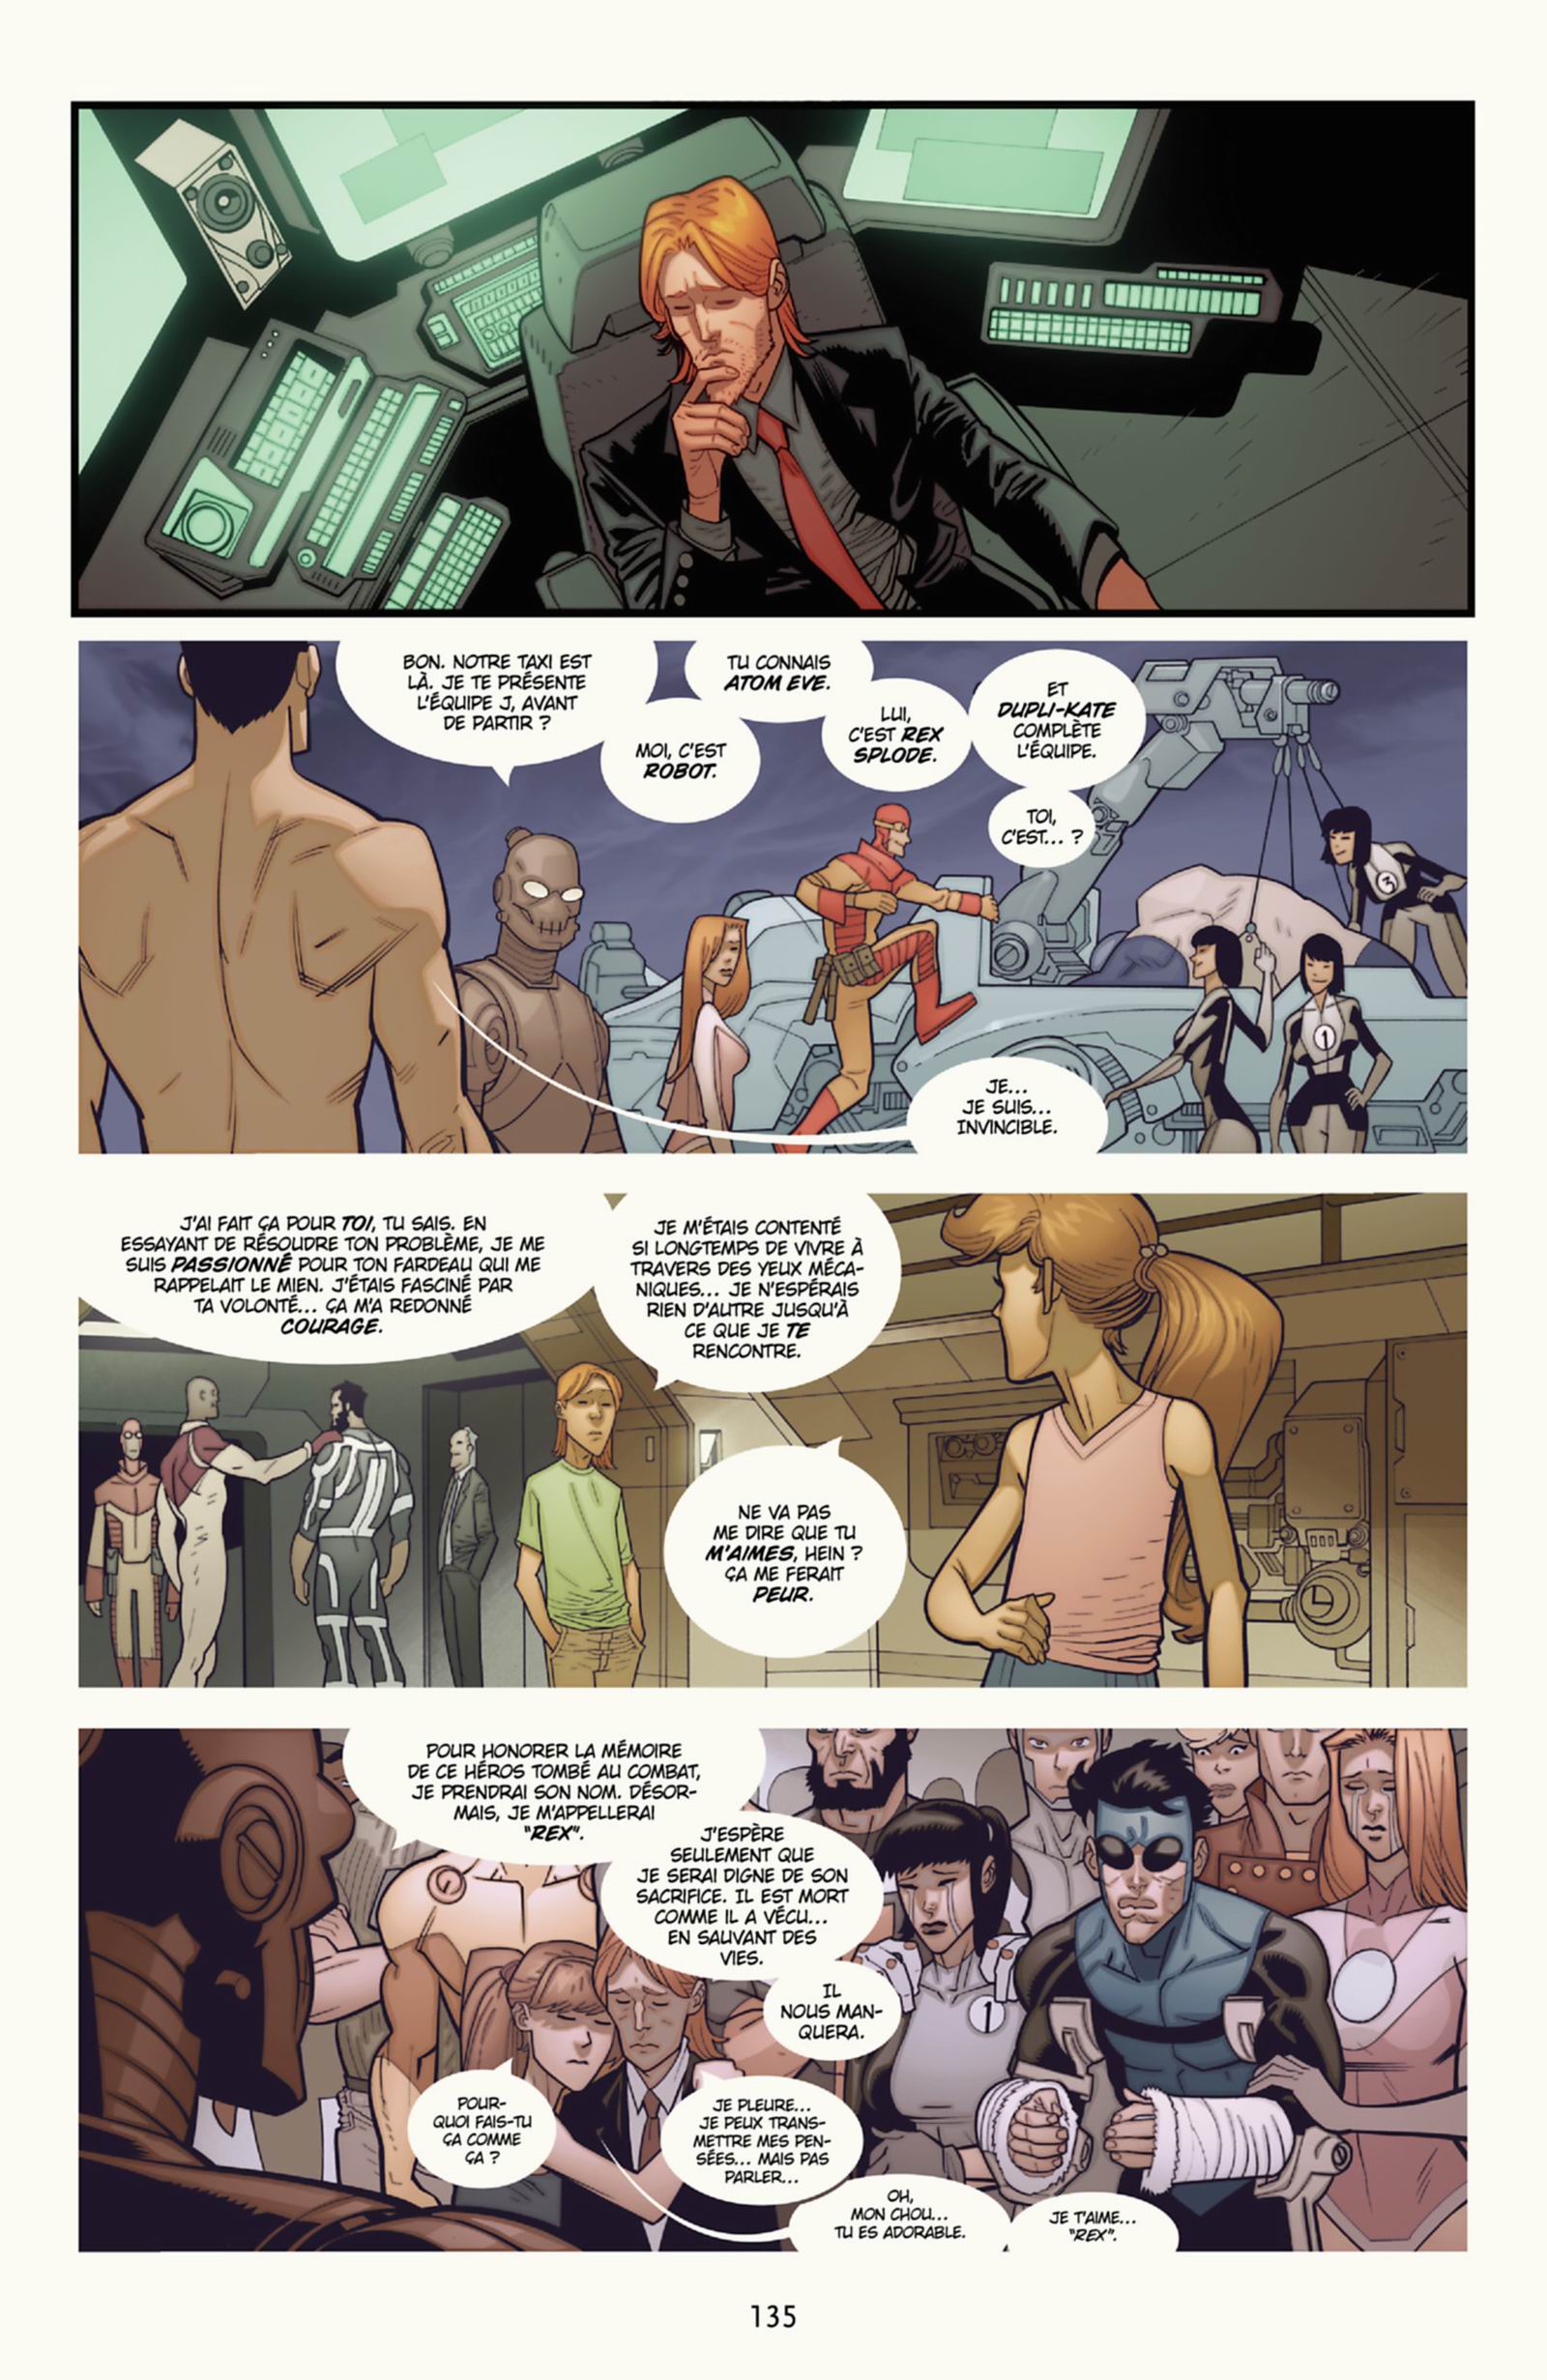 BON. NOTRE TAXI EST
LÀ. JE TE PRÉSENTE
L'ÉQUIPE J, AVANT
DE PARTIR ?
MOI, C'EST
ROBOT.
TU CONNAIS
ATOM EVE.
LUI,
C'EST REX
SPLODE.
ET
DUPLI-KATE
COMPLÈTE
L'ÉQUIPE.
TOI,
C'EST... ?
3
1
JE...
JE SUIS...
INVINCIBLE.
J'AI FAIT ÇA POUR TOI, TU SAIS. EN
ESSAYANT DE RÉSOUDRE TON PROBLÈME, JE ME
SUIS PASSIONNÉ POUR TON FARDEAU QUI ME
RAPPELAIT LE MIEN. J'ÉTAIS FASCINÉ PAR
TA VOLONTÉ... ÇA M'A REDONNÉ
COURAGE.
JE M'ÉTAIS CONTENTÉ
SI LONGTEMPS DE VIVRE À
TRAVERS DES YEUX MÉCA-
NIQUES... JE N'ESPÉRAIS
RIEN D'AUTRE JUSQU'À
CE QUE JE TE
RENCONTRE.
NE VA PAS
ME DIRE QUE TU
M'AIMES, HEIN ?
ÇA ME FERAIT
PEUR.
POUR HONORER LA MÉMOIRE
DE CE HÉROS TOMBÉ AU COMBAT,
JE PRENDRAI SON NOM. DÉSOR-
MAIS, JE M'APPELLERAI
"REX".
J'ESPÈRE
SEULEMENT QUE
JE SERAI DIGNE DE SON
SACRIFICE. IL EST MORT
COMME IL A VÉCU...
EN SAUVANT DES
VIES.
IL
NOUS MAN-
QUERA.
1
POUR-
QUOI FAIS-TU
ÇA COMME
ÇA ?
JE PLEURE...
JE PEUX TRANS-
METTRE MES PEN-
SÉES... MAIS PAS
PARLER...
OH,
MON CHOU...
TU ES ADORABLE.
JE T'AIME...
"REX".
135